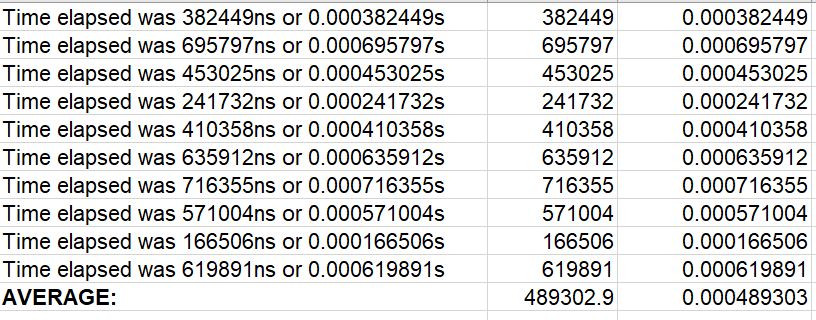 Time elapsed was 382449ns or 0.000382449s 382449 0.000382449
Time elapsed was 695797ns or 0.000695797s 695797 0.000695797
Time elapsed was 453025ns or 0.000453025s 453025 0.000453025
Time elapsed was 241732ns or 0.000241732s 241732 0.000241732
Time elapsed was 410358ns or 0.000410358s 410358 0.000410358
Time elapsed was 635912ns or 0.000635912s 635912 0.000635912
Time elapsed was 716355ns or 0.000716355s 716355 0.000716355
Time elapsed was 571004ns or 0.000571004s 571004 0.000571004
Time elapsed was 166506ns or 0.000166506s 166506 0.000166506
Time elapsed was 619891ns or 0.000619891s 619891 0.000619891
AVERAGE: 489302.9 0.000489303